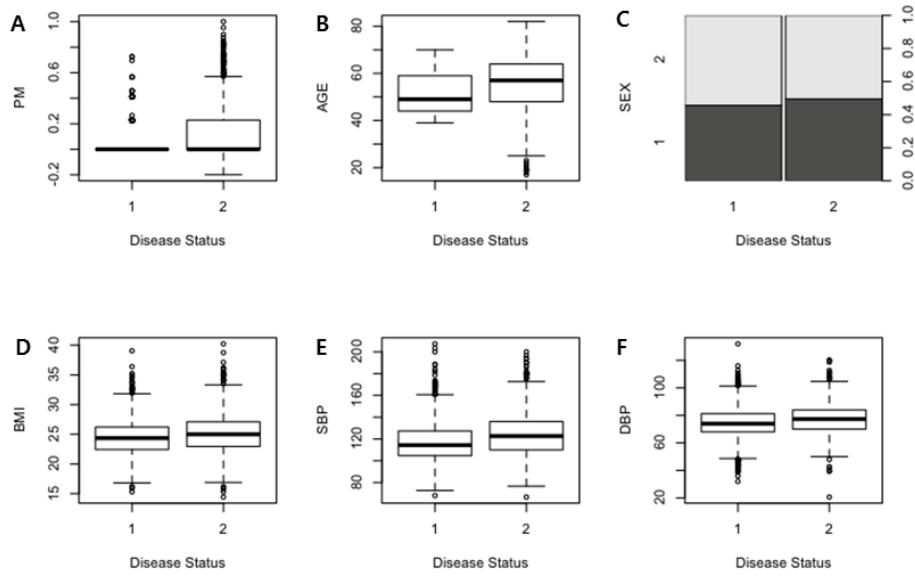 A
PM
1.0
0.6
0.2
-0.2
1 2
Disease Status
B
AGE
80
60
40
20
1 2
Disease Status
C
SEX
2
1
1.0
0.8
0.6
0.4
0.2
0.0
1 2
Disease Status
D
BMI
40
35
30
25
20
15
1 2
Disease Status
E
SBP
200
160
120
80
1 2
Disease Status
F
DBP
100
60
20
1 2
Disease Status